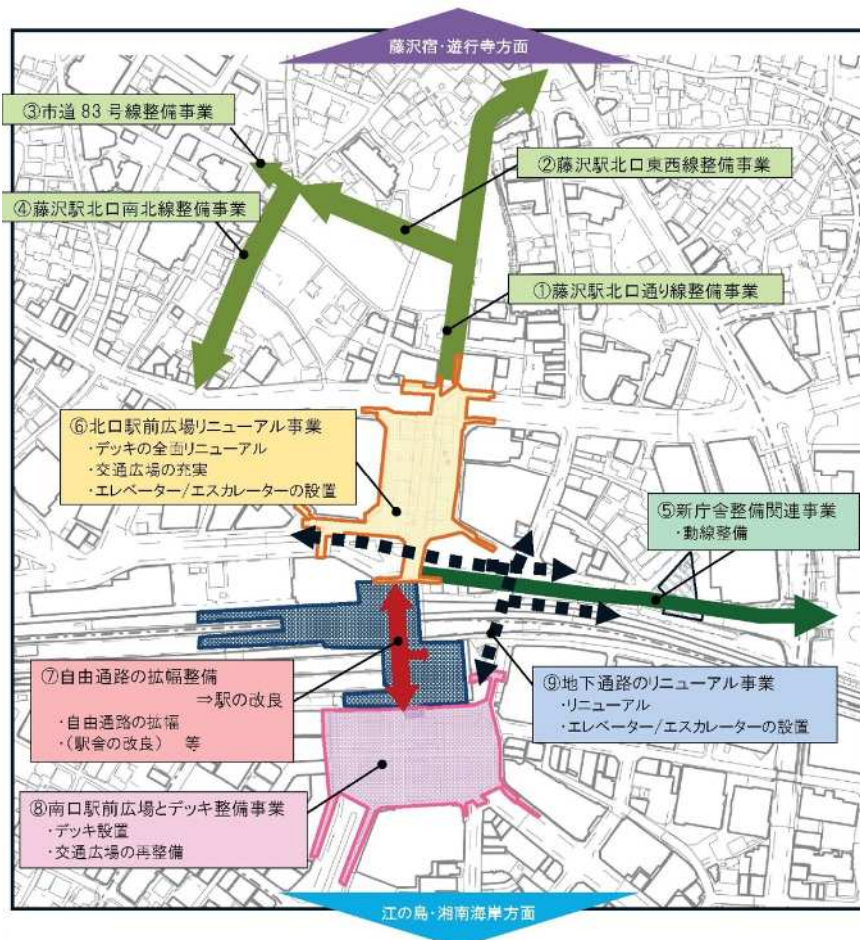 藤沢宿・遊行寺方面
③市道83号線整備事業
②藤沢駅北口東西線整備事業
④藤沢駅北口南北線整備事業
①藤沢駅北口通り線整備事業
⑥北口駅前広場リニューアル事業
・デッキの全面リニューアル
・交通広場の充実
・エレベーター/エスカレーターの設置
⑤新庁舎整備関連事業
・動線整備
⑦自由通路の拡幅整備
⇒駅の改良
・自由通路の拡幅
・(駅舎の改良) 等
⑨地下通路のリニューアル事業
・リニューアル
・エレベーター/エスカレーターの設置
⑧南口駅前広場とデッキ整備事業
・デッキ設置
・交通広場の再整備
江の島・湘南海岸方面